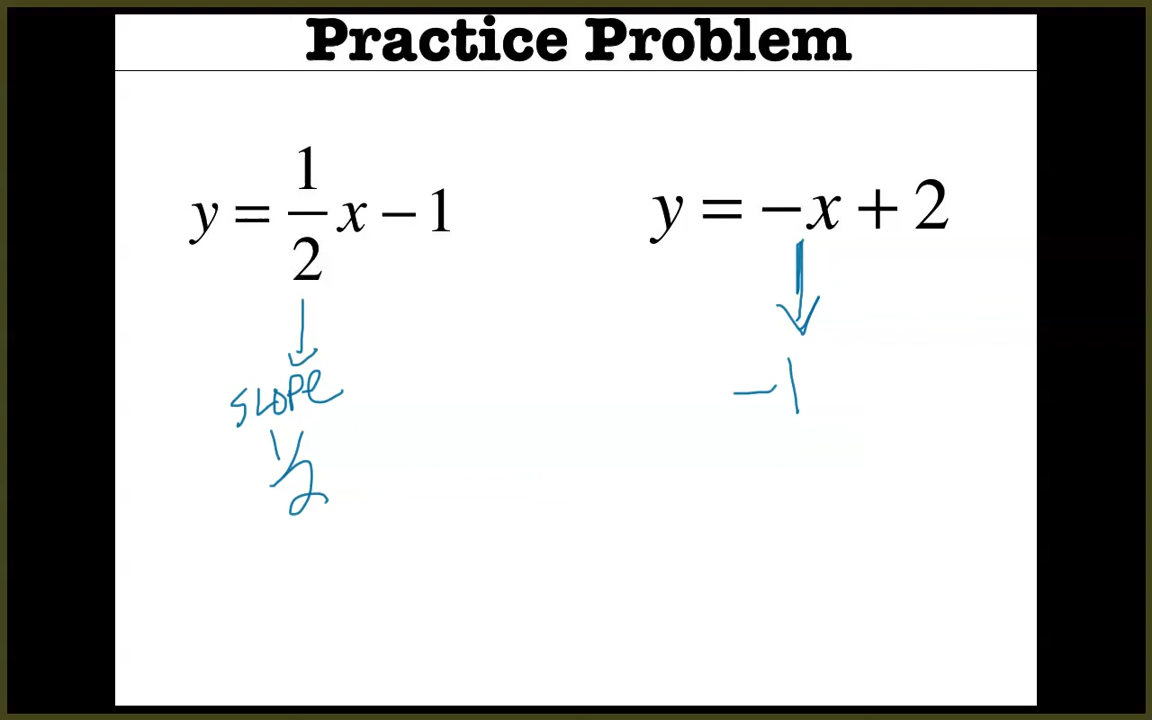 Practice Problem
y = 1/2 x − 1
y = −x + 2
SLOPE
1/2
−1